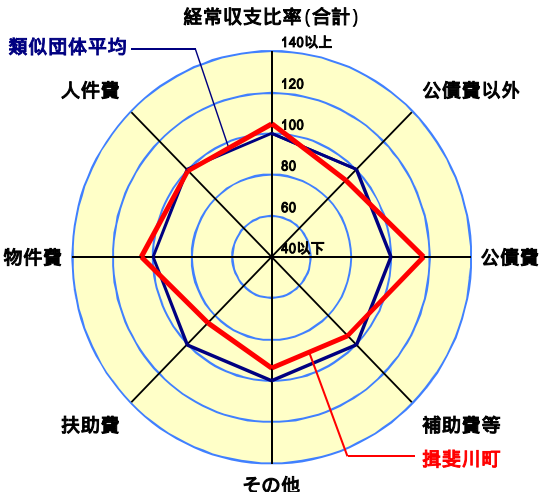 経常収支比率(合計)
140以上
類似団体平均
120
人件費
公債費以外
100
80
60
40以下
物件費
公債費
扶助費
補助費等
揖斐川町
その他